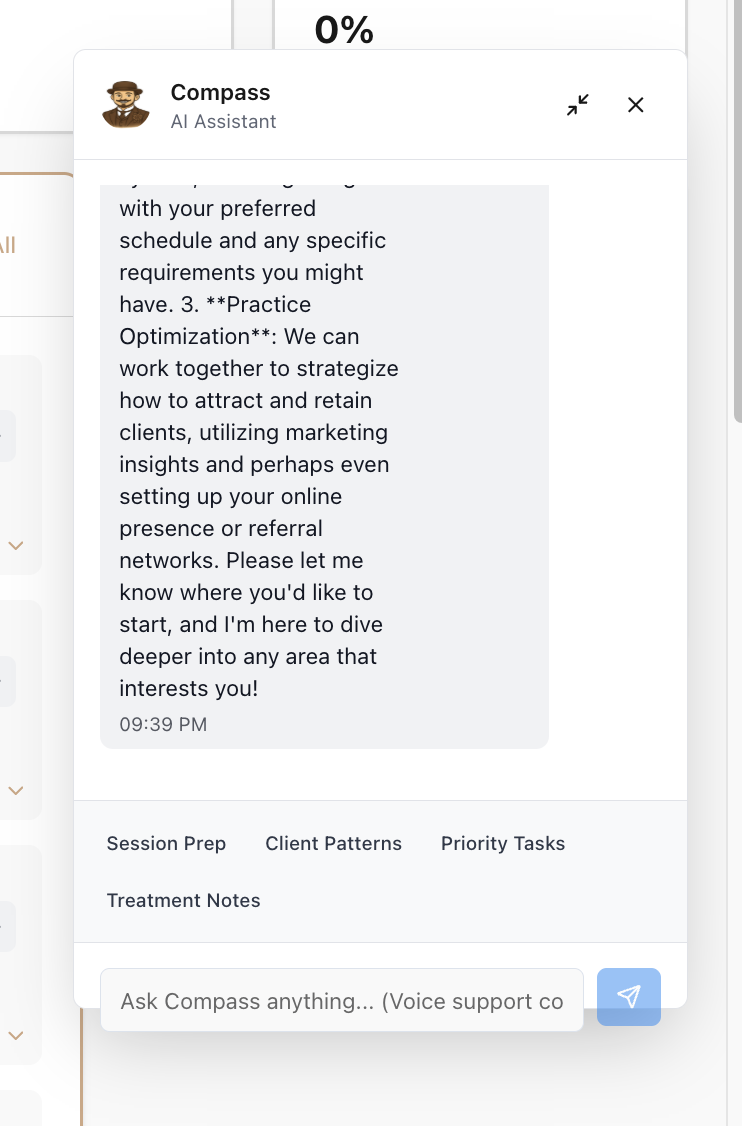 0%
Compass
AI Assistant
with your preferred
schedule and any specific
requirements you might
have. 3. **Practice
Optimization**: We can
work together to strategize
how to attract and retain
clients, utilizing marketing
insights and perhaps even
setting up your online
presence or referral
networks. Please let me
know where you'd like to
start, and I'm here to dive
deeper into any area that
interests you!
09:39 PM
All
Session Prep
Client Patterns
Priority Tasks
Treatment Notes
Ask Compass anything... (Voice support co